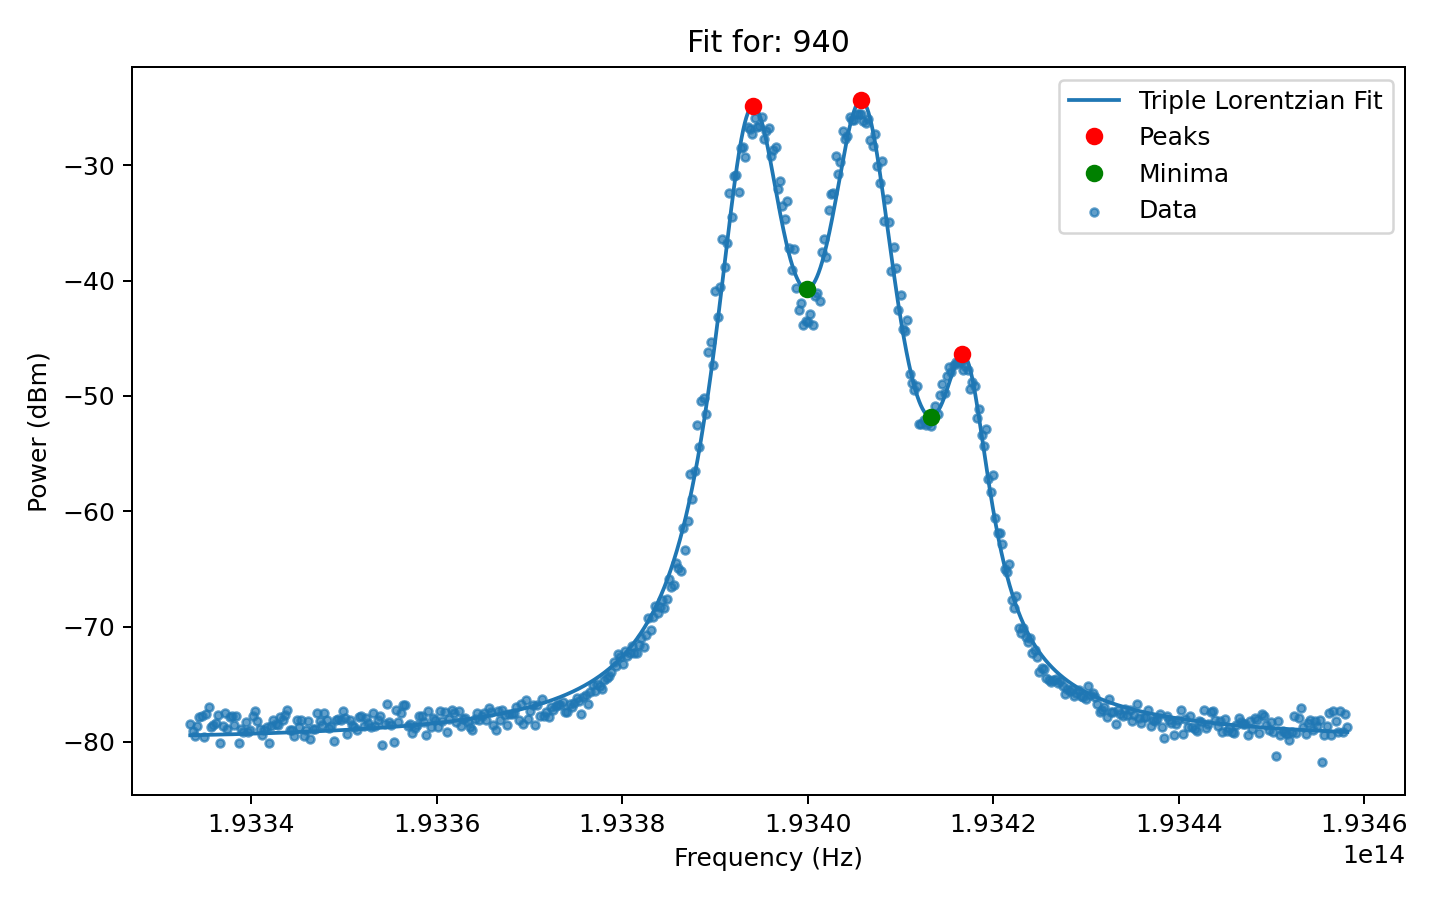 Fit for: 940
Triple Lorentzian Fit
Peaks
Minima
Data
Power (dBm)
−30
−40
−50
−60
−70
−80
1.9334 1.9336 1.9338 1.9340 1.9342 1.9344 1.9346
1e14
Frequency (Hz)